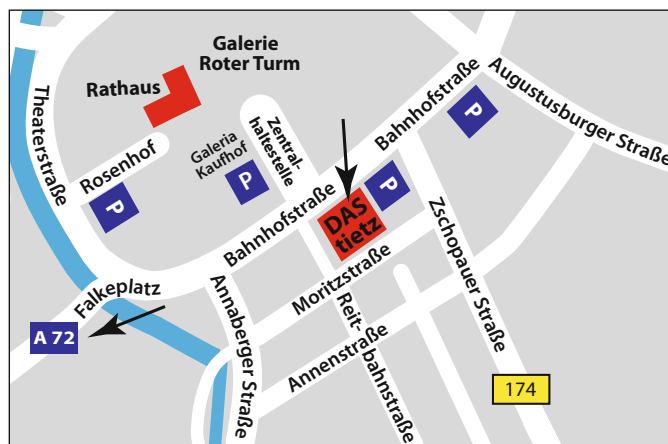 Galerie
Roter Turm
Rathaus
Theaterstraße
Rosenhof
P
Galeria
Kaufhof
P
Zentral-
haltestelle
Bahnhofstraße
P
Augustusburger Straße
Bahnhofstraße
P
DAS
tietz
Zschopauer Straße
Moritzstraße
Falkeplatz
A 72
Annaberger Straße
Reit-
bahnstraße
Annenstraße
174